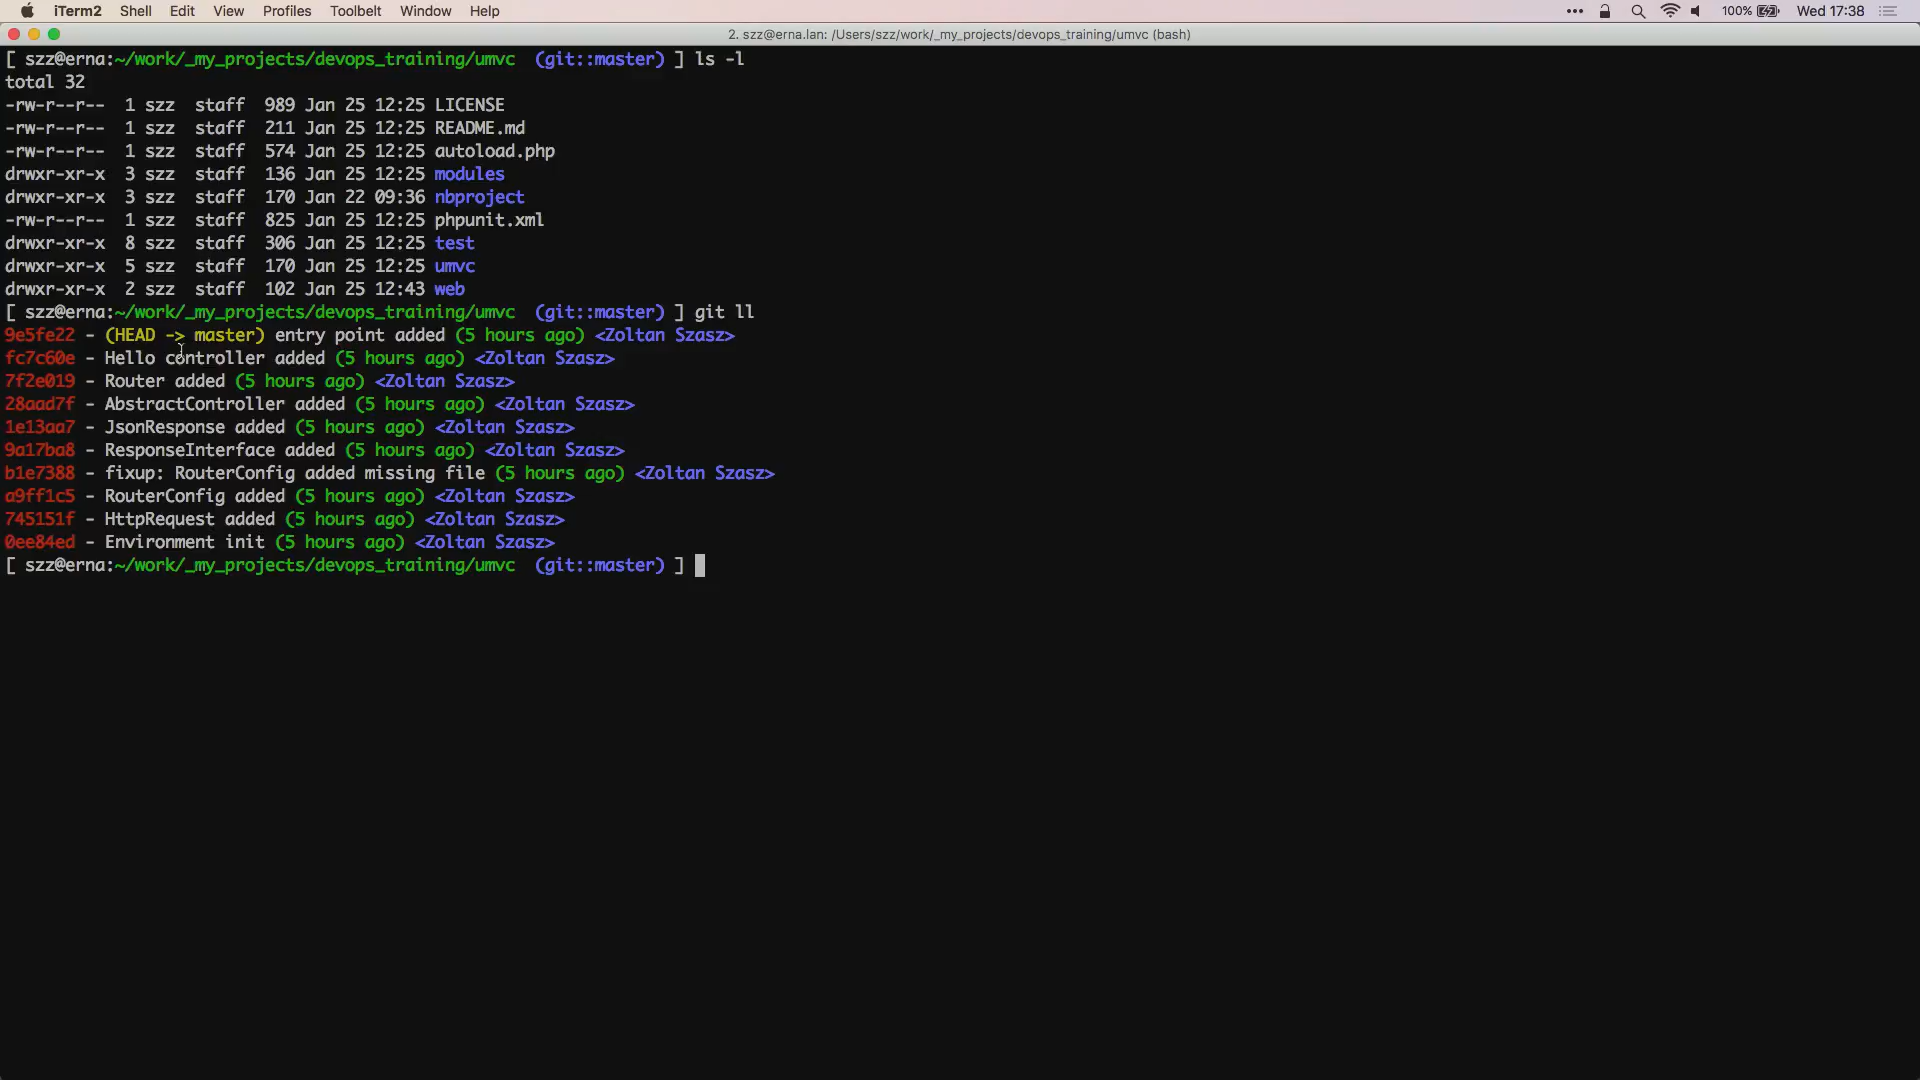 iTerm2 Shell Edit View Profiles Toolbelt Window Help 100% Wed 17:38
2. szz@erna.lan: /Users/szz/work/_my_projects/devops_training/umvc (bash)
[ szz@erna:~/work/_my_projects/devops_training/umvc (git::master) ] ls -l
total 32
-rw-r--r-- 1 szz staff 989 Jan 25 12:25 LICENSE
-rw-r--r-- 1 szz staff 211 Jan 25 12:25 README.md
-rw-r--r-- 1 szz staff 574 Jan 25 12:25 autoload.php
drwxr-xr-x 3 szz staff 136 Jan 25 12:25 modules
drwxr-xr-x 3 szz staff 170 Jan 22 09:36 nbproject
-rw-r--r-- 1 szz staff 825 Jan 25 12:25 phpunit.xml
drwxr-xr-x 8 szz staff 306 Jan 25 12:25 test
drwxr-xr-x 5 szz staff 170 Jan 25 12:25 umvc
drwxr-xr-x 2 szz staff 102 Jan 25 12:43 web
[ szz@erna:~/work/_my_projects/devops_training/umvc (git::master) ] git ll
9e5fe22 - (HEAD -> master) entry point added (5 hours ago) <Zoltan Szasz>
fc7c60e - Hello controller added (5 hours ago) <Zoltan Szasz>
7f2e019 - Router added (5 hours ago) <Zoltan Szasz>
28aad7f - AbstractController added (5 hours ago) <Zoltan Szasz>
1e13aa7 - JsonResponse added (5 hours ago) <Zoltan Szasz>
9a17ba8 - ResponseInterface added (5 hours ago) <Zoltan Szasz>
b1e7388 - fixup: RouterConfig added missing file (5 hours ago) <Zoltan Szasz>
a9ff1c5 - RouterConfig added (5 hours ago) <Zoltan Szasz>
745151f - HttpRequest added (5 hours ago) <Zoltan Szasz>
0ee84ed - Environment init (5 hours ago) <Zoltan Szasz>
[ szz@erna:~/work/_my_projects/devops_training/umvc (git::master) ]